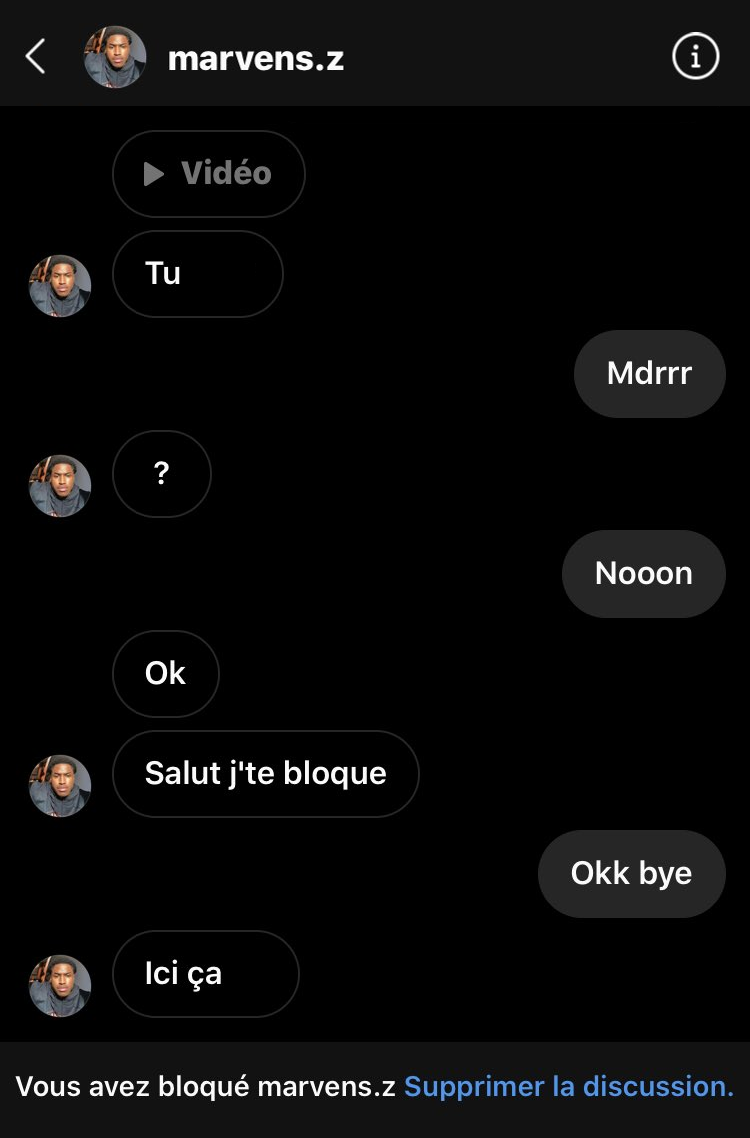 marvens.z
Vidéo
Tu
Mdrrr
?
Nooon
Ok
Salut j'te bloque
Okk bye
Ici ça
Vous avez bloqué marvens.z Supprimer la discussion.